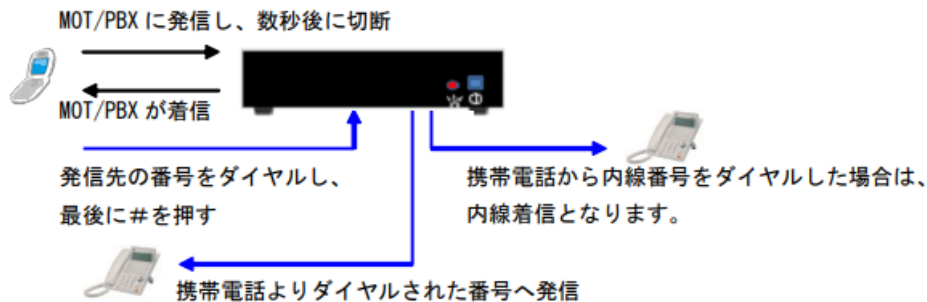 MOT/PBX に発信し、数秒後に切断
MOT/PBX が着信
発信先の番号をダイヤルし、
最後に＃を押す
携帯電話から内線番号をダイヤルした場合は、
内線着信となります。
携帯電話よりダイヤルされた番号へ発信